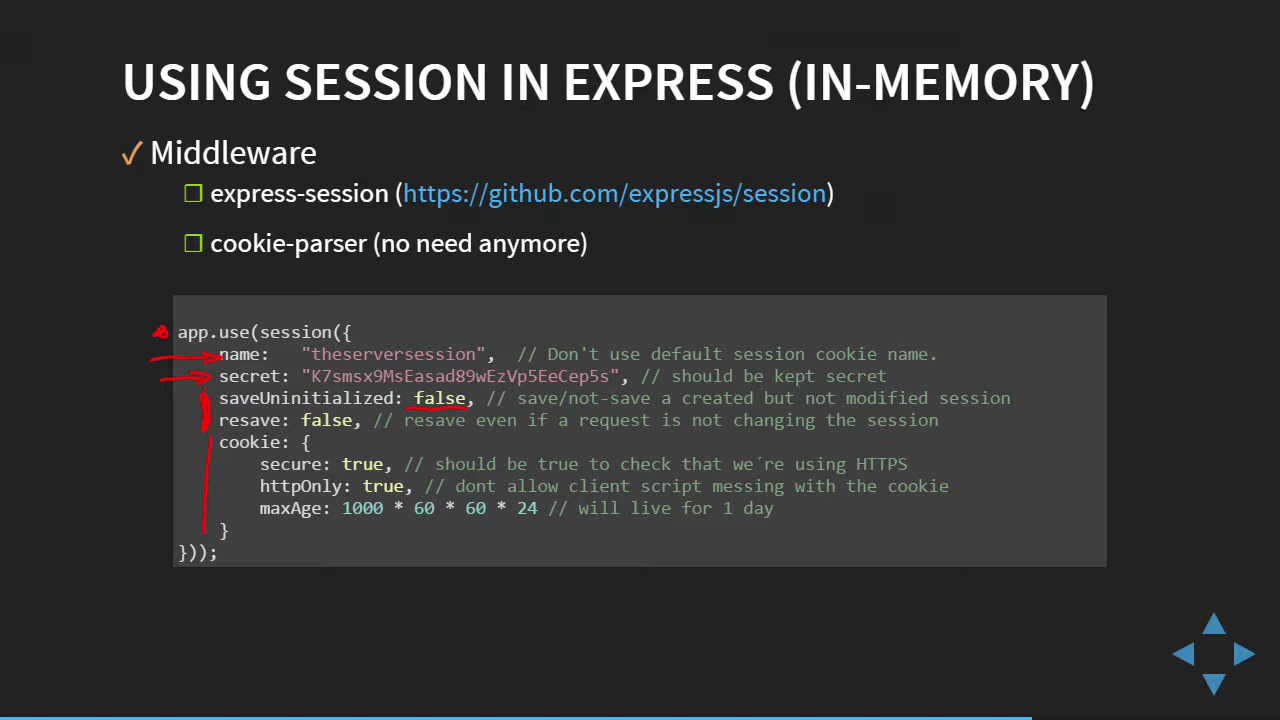 USING SESSION IN EXPRESS (IN-MEMORY)
✓ Middleware
❐ express-session (https://github.com/expressjs/session)
❐ cookie-parser (no need anymore)
app.use(session({
    name:   "theserversession",  // Don't use default session cookie name.
    secret: "K7smsx9MsEasad89wEzVp5EeCep5s", // should be kept secret
    saveUninitialized: false, // save/not-save a created but not modified session
    resave: false, // resave even if a request is not changing the session
    cookie: {
        secure: true, // should be true to check that we´re using HTTPS
        httpOnly: true, // dont allow client script messing with the cookie
        maxAge: 1000 * 60 * 60 * 24 // will live for 1 day
    }
}));